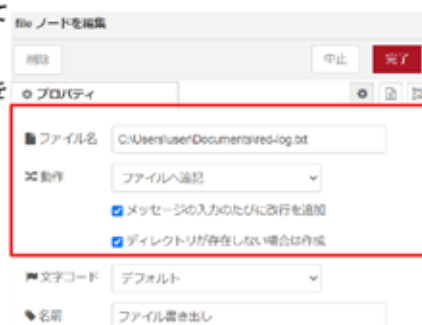 て
file ノードを編集
削除
中止
完了
を
プロパティ
ファイル名
C:\Users\user\Documents\red-log.txt
動作
ファイルへ追記
メッセージの入力のたびに改行を追加
ディレクトリが存在しない場合は作成
文字コード
デフォルト
名前
ファイル書き出し